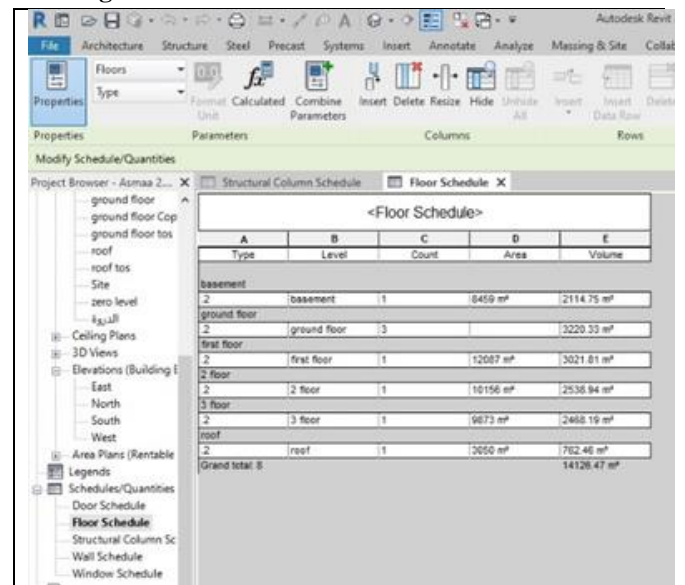 Autodesk Revit
File Architecture Structure Steel Precast Systems Insert Annotate Analyze Massing & Site Collab
Floors
Type
Properties
Format Unit
Calculated
Combine Parameters
Insert Delete Resize Hide Unhide All
Insert
Insert Data Row
Delete
Properties Parameters Columns Rows
Modify Schedule/Quantities
Project Browser - Asmaa 2...
Structural Column Schedule
Floor Schedule X
ground floor
ground floor Cop
ground floor tos
roof
roof tos
Site
zero level
الدروة
Ceiling Plans
3D Views
Elevations (Building E
East
North
South
West
Area Plans (Rentable
Legends
Schedules/Quantities
Door Schedule
Floor Schedule
Structural Column Sc
Wall Schedule
Window Schedule
<Floor Schedule>
A B C D E
Type Level Count Area Volume
basement
.2 basement 1 8459 m² 2114.75 m³
ground floor
.2 ground floor 3 3220.33 m³
first floor
.2 first floor 1 12087 m² 3021.81 m³
2 floor
.2 2 floor 1 10156 m² 2538.94 m³
3 floor
.2 3 floor 1 9873 m² 2468.19 m³
roof
.2 roof 1 3050 m² 762.46 m³
Grand total: 8 14126.47 m³